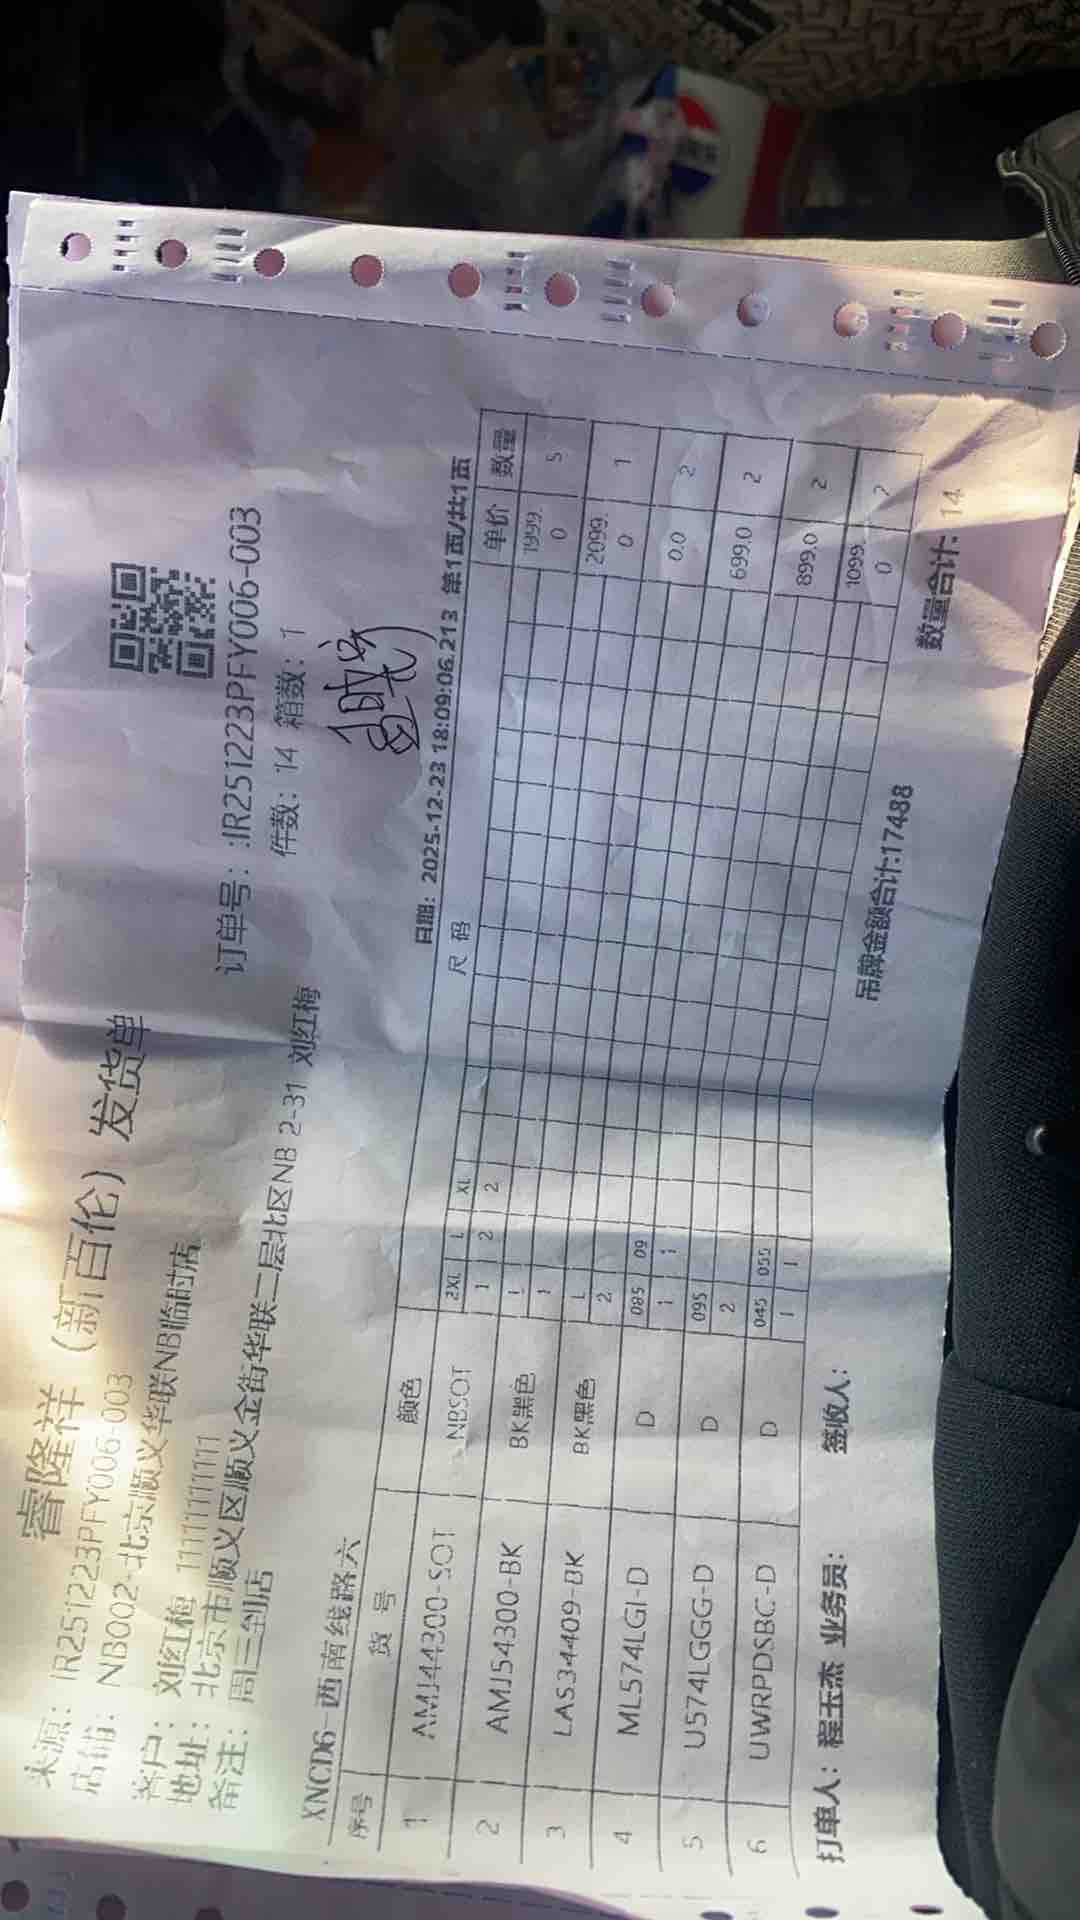 睿隆祥（新百伦）发货单
来源: IR251223PFY006-003 订单号: :IR251223PFY006-003
店铺: NB002-北京顺义华联NB临时店 件数: 14 箱数: 1
客户: 刘红梅 11111111111
地址: 北京市顺义区顺义金街华联二层北区NB 2-31 刘红梅
备注: 周三到店
XNCD6-西南线路六 日期: 2025-12-23 18:09:06.213 第1页/共1页
序号 货号 颜色 尺码 单价 数量
2XL L XL
1 AMJ44300-SOT NBSOT 1 2 2 1999.0 5
L
2 AMJ54300-BK BK黑色 1 2099.0 1
L
3 LAS34409-BK BK黑色 2 0.0 2
085 09
4 ML574LGI-D D 1 1 699.0 2
095
5 U574LGGG-D D 2 899.0 2
045 055
6 UWRPDSBC-D D 1 1 1099.0 2
打单人: 程玉杰 业务员: 签收人: 吊牌金额合计:17488 数量合计: 14